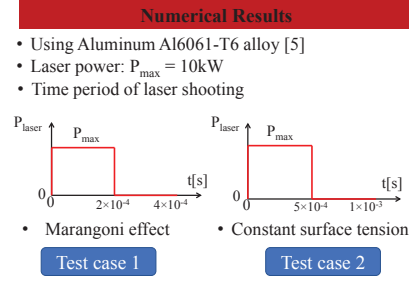 Numerical Results
• Using Aluminum Al6061-T6 alloy [5]
• Laser power: Pmax = 10kW
• Time period of laser shooting
Plaser
Pmax
t[s]
0
0
2×10-4
4×10-4
Plaser
Pmax
t[s]
0
0
5×10-4
1×10-3
• Marangoni effect
• Constant surface tension
Test case 1
Test case 2